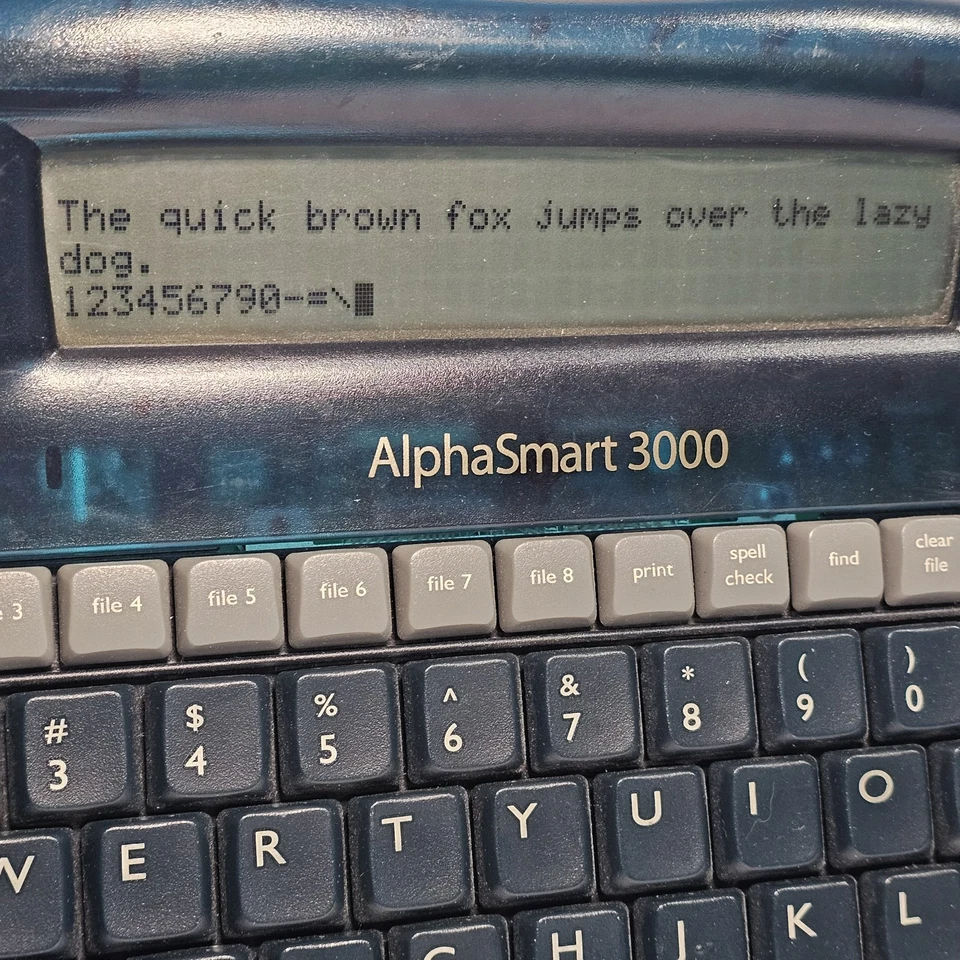 The quick brown fox jumps over the lazy
dog.
123456790-=\
AlphaSmart 3000
3 file 4 file 5 file 6 file 7 file 8 print spell check find clear file
# $ % ^ & * ( )
3 4 5 6 7 8 9 0
W E R T Y U I O
G H J K L